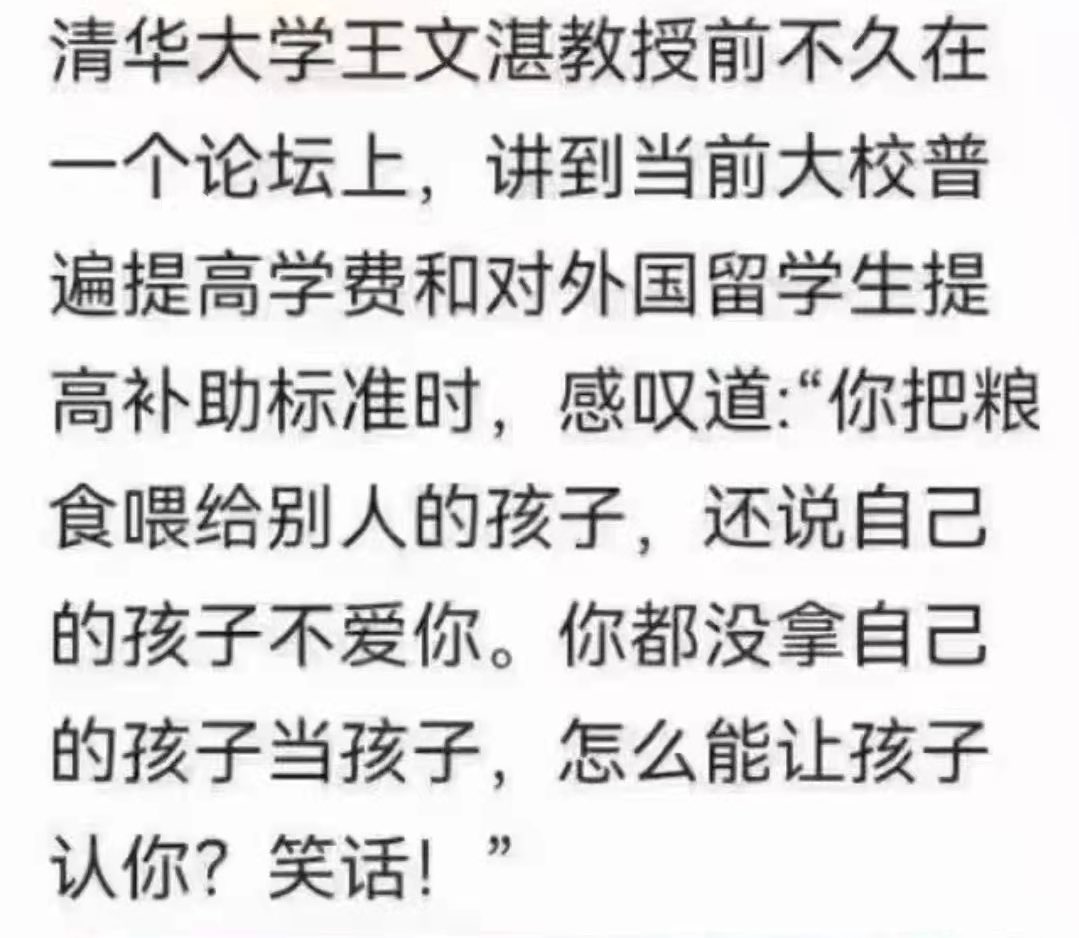 清华大学王文湛教授前不久在
一个论坛上，讲到当前大校普
遍提高学费和对外国留学生提
高补助标准时，感叹道:“你把粮
食喂给别人的孩子，还说自己
的孩子不爱你。你都没拿自己
的孩子当孩子，怎么能让孩子
认你？笑话！”